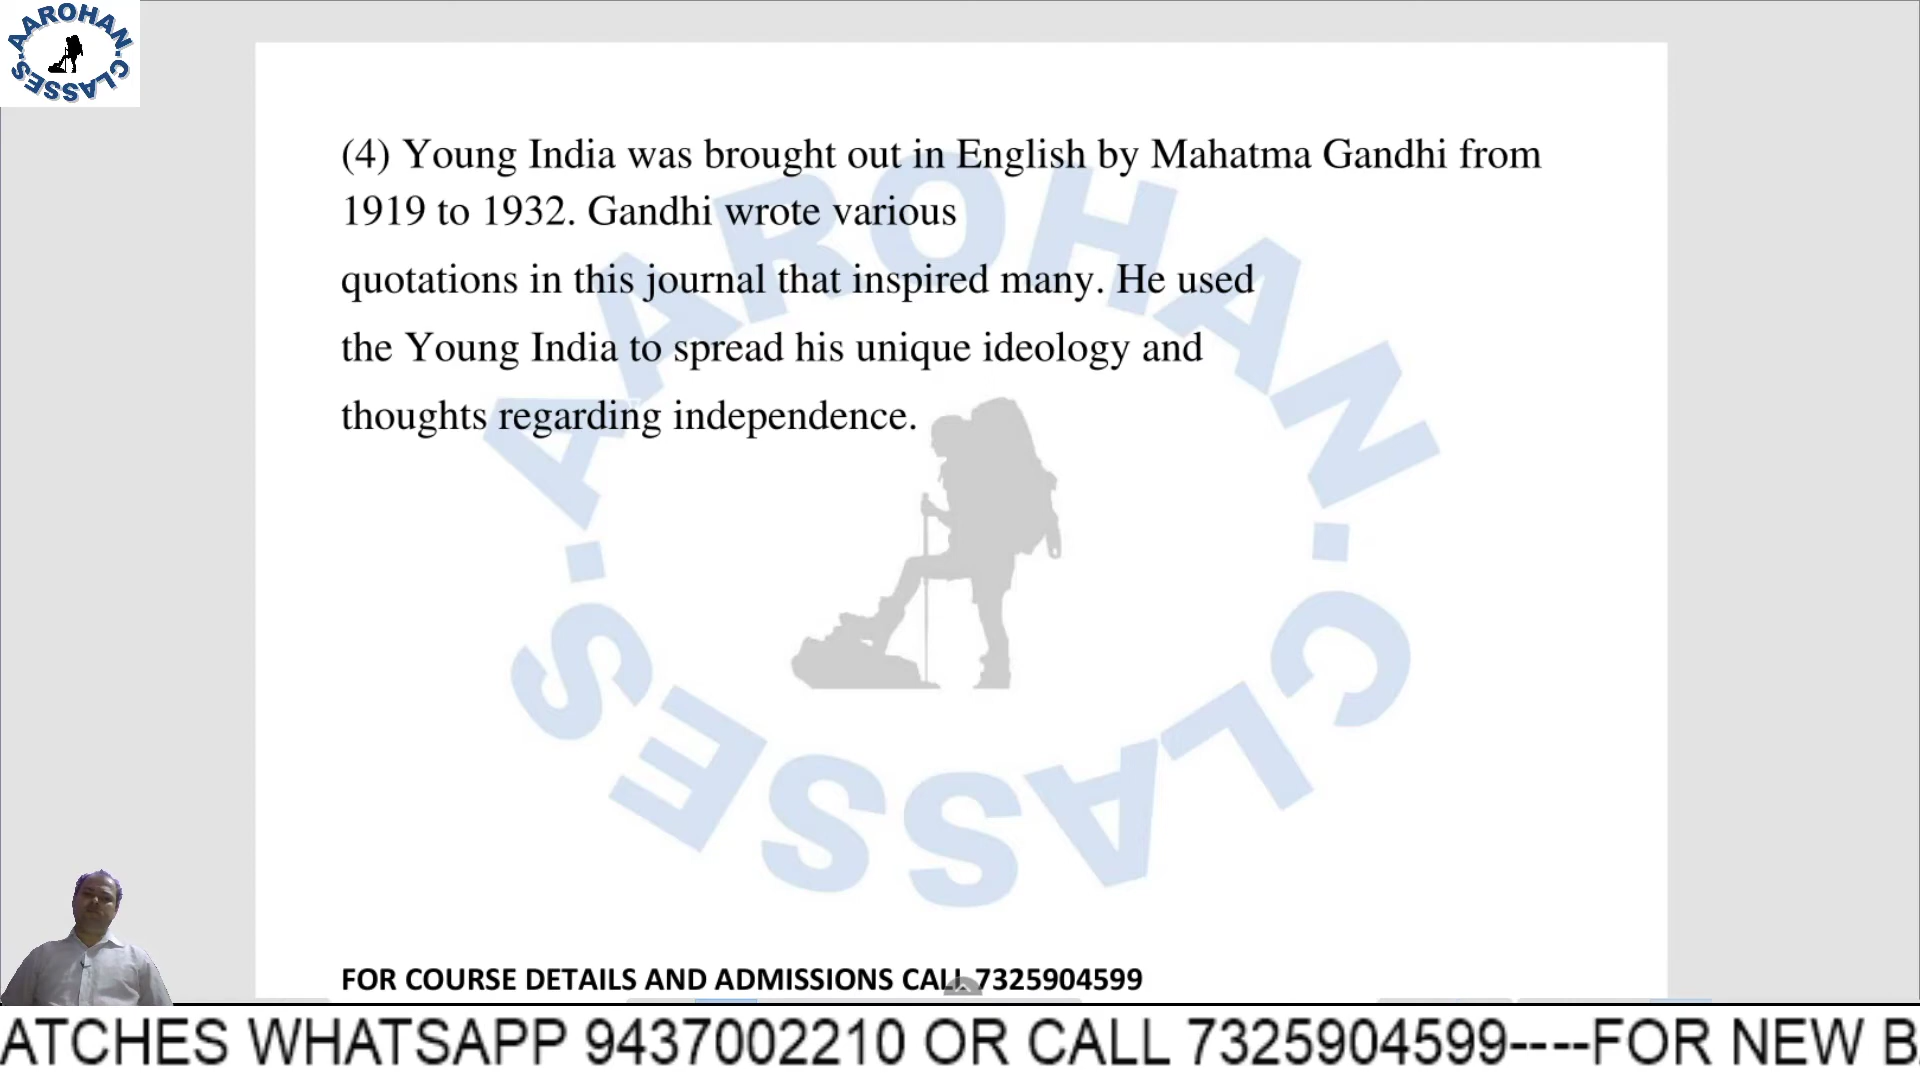 AAROHAN.CLASSES.
(4) Young India was brought out in English by Mahatma Gandhi from
1919 to 1932. Gandhi wrote various
quotations in this journal that inspired many. He used
the Young India to spread his unique ideology and
thoughts regarding independence.
AAROHAN.CLASSES.
FOR COURSE DETAILS AND ADMISSIONS CALL 7325904599
ATCHES WHATSAPP 9437002210 OR CALL 7325904599----FOR NEW B